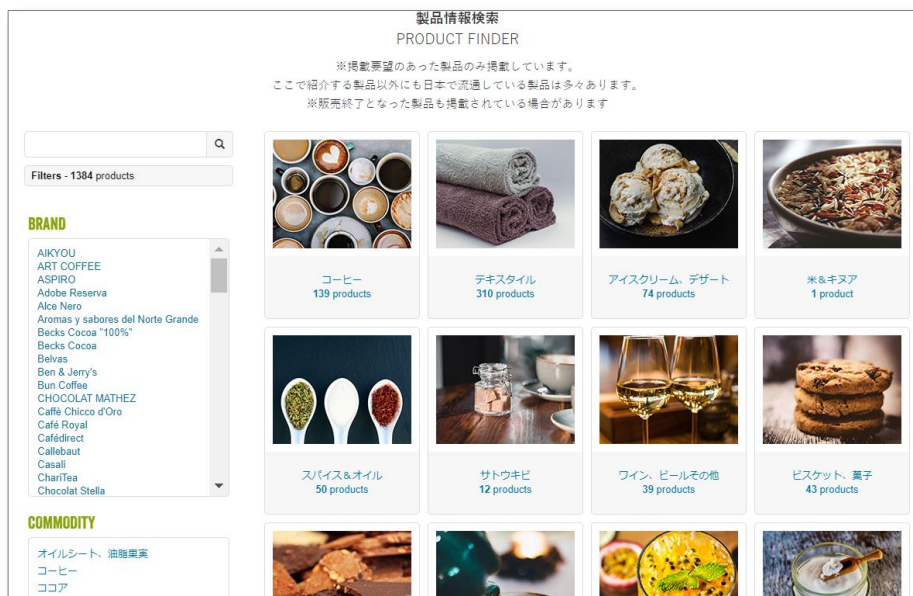 製品情報検索
PRODUCT FINDER
※掲載要望のあった製品のみ掲載しています。
ここで紹介する製品以外にも日本で流通している製品は多々あります。
※販売終了となった製品も掲載されている場合があります
Filters - 1384 products
BRAND
AIKYOU
ART COFFEE
ASPIRO
Adobe Reserva
Alce Nero
Aromas y sabores del Norte Grande
Becks Cocoa "100%"
Becks Cocoa
Belvas
Ben & Jerry's
Bun Coffee
CHOCOLAT MATHEZ
Caffè Chicco d'Oro
Café Royal
Cafédirect
Callebaut
Casali
ChariTea
Chocolat Stella
COMMODITY
オイルシート、油脂果実
コーヒー
ココア
コーヒー
139 products
テキスタイル
310 products
アイスクリーム、デザート
74 products
米&キヌア
1 product
スパイス&オイル
50 products
サトウキビ
12 products
ワイン、ビールその他
39 products
ビスケット、菓子
43 products